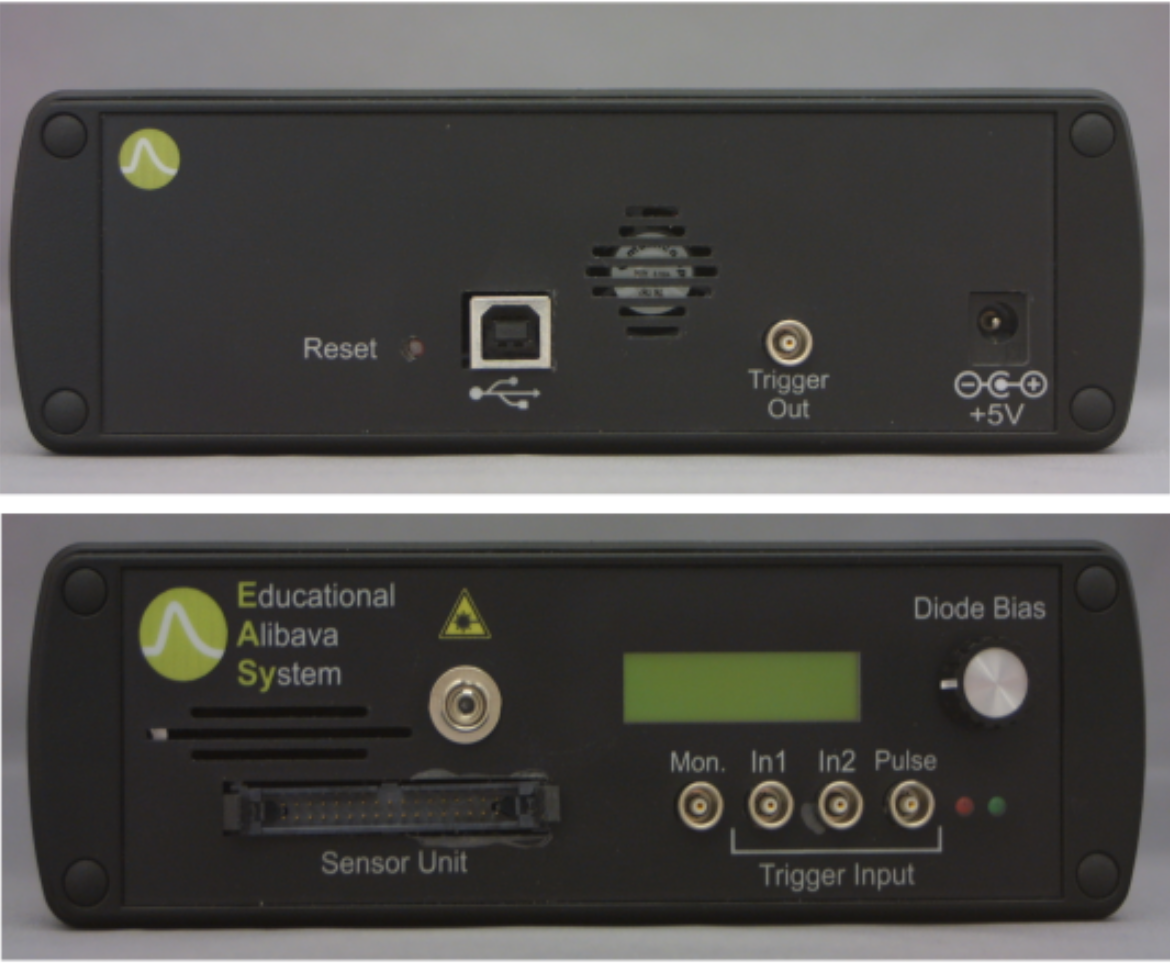 Reset
Trigger
Out
+5V
Educational
Alibava
System
Diode Bias
Mon. In1 In2 Pulse
Sensor Unit
Trigger Input